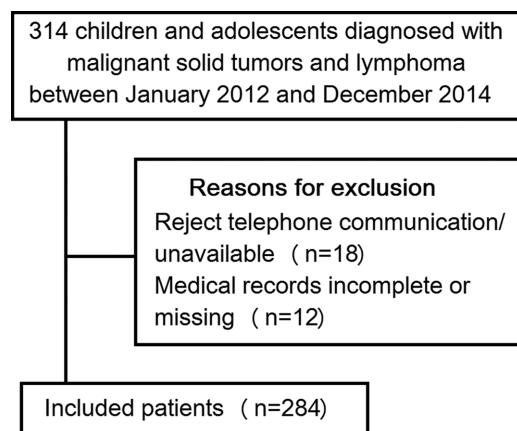 314 children and adolescents diagnosed with
malignant solid tumors and lymphoma
between January 2012 and December 2014
Reasons for exclusion
Reject telephone communication/
unavailable ( n=18)
Medical records incomplete or
missing ( n=12)
Included patients ( n=284)